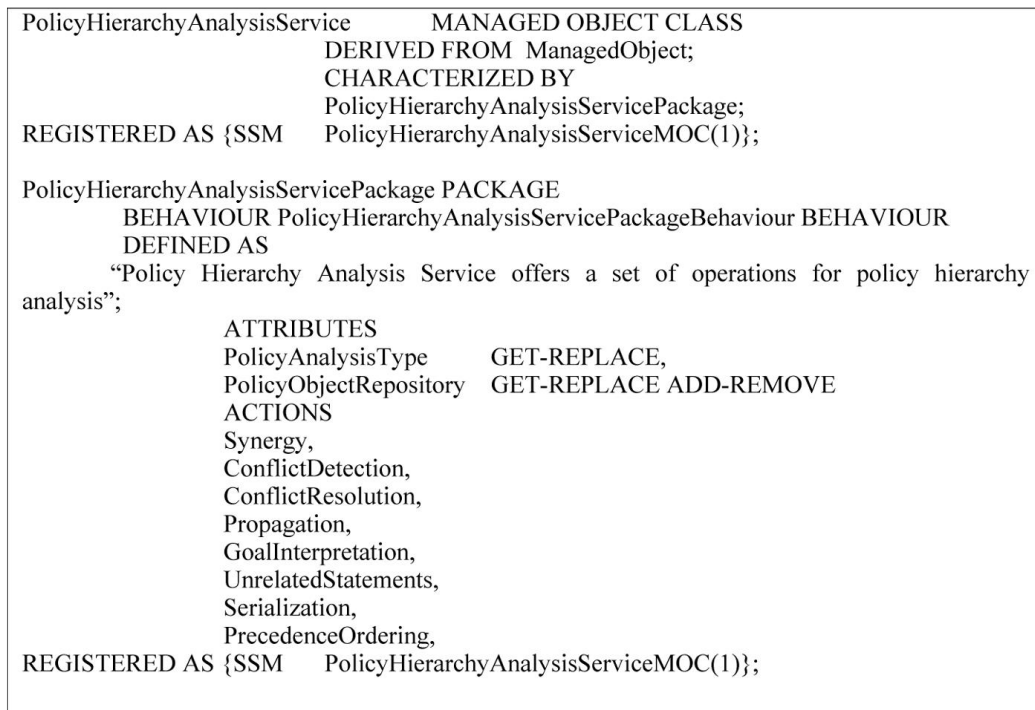 PolicyHierarchyAnalysisService MANAGED OBJECT CLASS
DERIVED FROM ManagedObject;
CHARACTERIZED BY
PolicyHierarchyAnalysisServicePackage;
REGISTERED AS {SSM PolicyHierarchyAnalysisServiceMOC(1)};
PolicyHierarchyAnalysisServicePackage PACKAGE
BEHAVIOUR PolicyHierarchyAnalysisServicePackageBehaviour BEHAVIOUR
DEFINED AS
“Policy Hierarchy Analysis Service offers a set of operations for policy hierarchy
analysis”;
ATTRIBUTES
PolicyAnalysisType GET-REPLACE,
PolicyObjectRepository GET-REPLACE ADD-REMOVE
ACTIONS
Synergy,
ConflictDetection,
ConflictResolution,
Propagation,
GoalInterpretation,
UnrelatedStatements,
Serialization,
PrecedenceOrdering,
REGISTERED AS {SSM PolicyHierarchyAnalysisServiceMOC(1)};